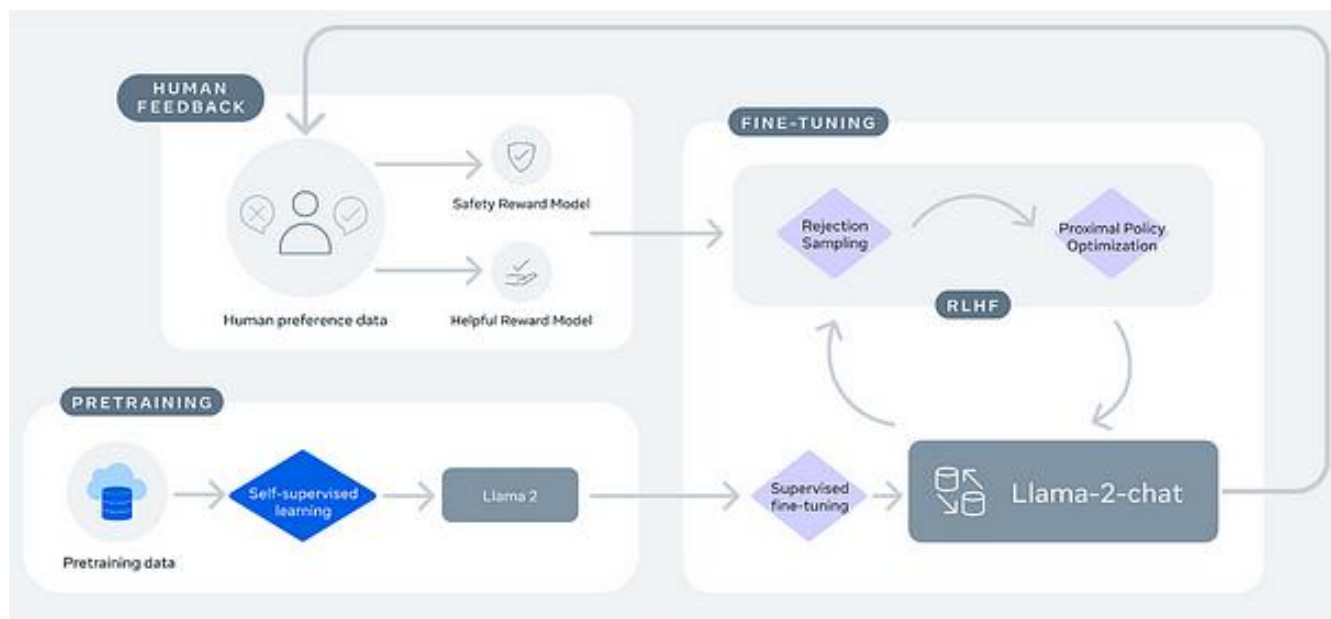 HUMAN
FEEDBACK
Safety Reward Model
Human preference data
Helpful Reward Model
FINE-TUNING
Rejection
Sampling
Proximal Policy
Optimization
RLHF
PRETRAINING
Pretraining data
Self-supervised
learning
Llama 2
Supervised
fine-tuning
Llama-2-chat